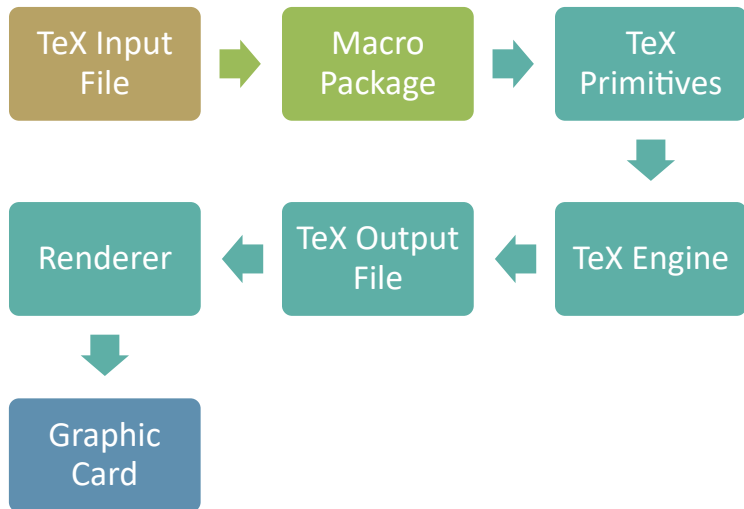 TeX Input
File
Macro
Package
TeX
Primitives
TeX Engine
TeX Output
File
Renderer
Graphic
Card